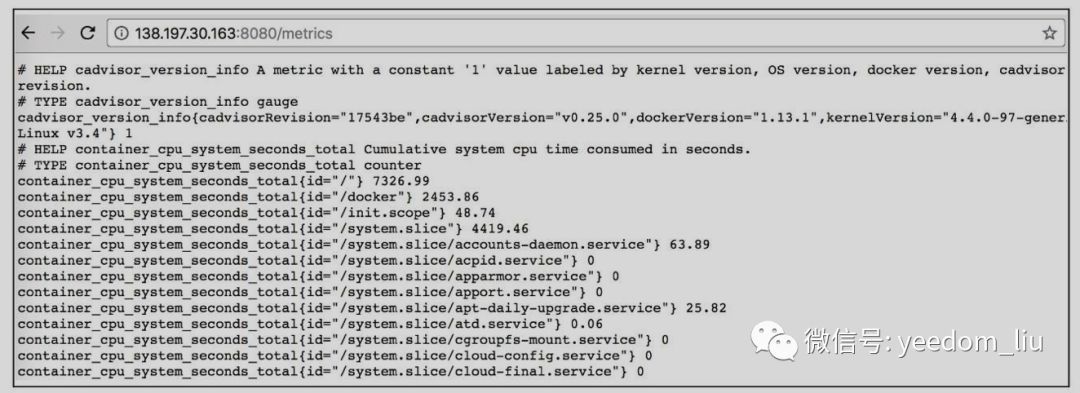 138.197.30.163:8080/metrics
# HELP cadvisor_version_info A metric with a constant '1' value labeled by kernel version, OS version, docker version, cadvisor
revision.
# TYPE cadvisor_version_info gauge
cadvisor_version_info{cadvisorRevision="17543be",cadvisorVersion="v0.25.0",dockerVersion="1.13.1",kernelVersion="4.4.0-97-generi
Linux v3.4"} 1
# HELP container_cpu_system_seconds_total Cumulative system cpu time consumed in seconds.
# TYPE container_cpu_system_seconds_total counter
container_cpu_system_seconds_total{id="/"} 7326.99
container_cpu_system_seconds_total{id="/docker"} 2453.86
container_cpu_system_seconds_total{id="/init.scope"} 48.74
container_cpu_system_seconds_total{id="/system.slice"} 4419.46
container_cpu_system_seconds_total{id="/system.slice/accounts-daemon.service"} 63.89
container_cpu_system_seconds_total{id="/system.slice/acpid.service"} 0
container_cpu_system_seconds_total{id="/system.slice/apparmor.service"} 0
container_cpu_system_seconds_total{id="/system.slice/apport.service"} 0
container_cpu_system_seconds_total{id="/system.slice/apt-daily-upgrade.service"} 25.82
container_cpu_system_seconds_total{id="/system.slice/atd.service"} 0.06
container_cpu_system_seconds_total{id="/system.slice/cgroupfs-mount.service"} 0
container_cpu_system_seconds_total{id="/system.slice/cloud-config.service"} 0
container_cpu_system_seconds_total{id="/system.slice/cloud-final.service"} 0
微信号: yeedom_liu